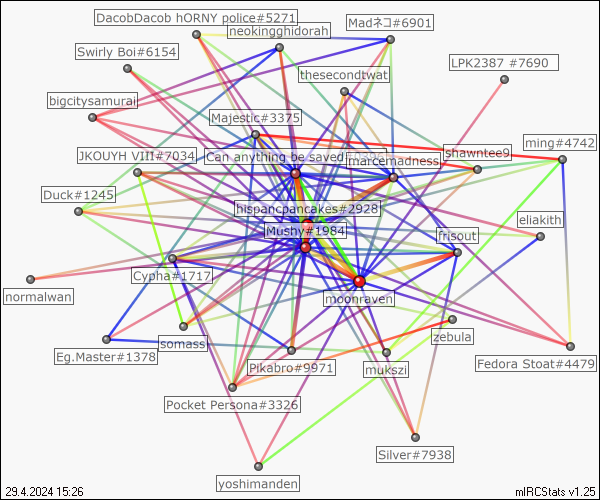 DacobDacob hORNY police#5271
Madネコ#6901
neokingghidorah
Swirly Boi#6154
LPK2387 #7690
thesecondtwat
bigcitysamurai
Majestic#3375
ming#4742
JKOUYH VIII#7034
Can anything be saved
marcemadness
shawntee9
Duck#1245
hispancpancakes#2928
Mushy#1984
frisout
eliakith
Cypha#1717
normalwan
moonraven
somass
zebula
Eg.Master#1378
Pikabro#9971
mukszi
Fedora Stoat#4479
Pocket Persona#3326
Silver#7938
yoshimanden
29.4.2024 15:26
mIRCStats v1.25